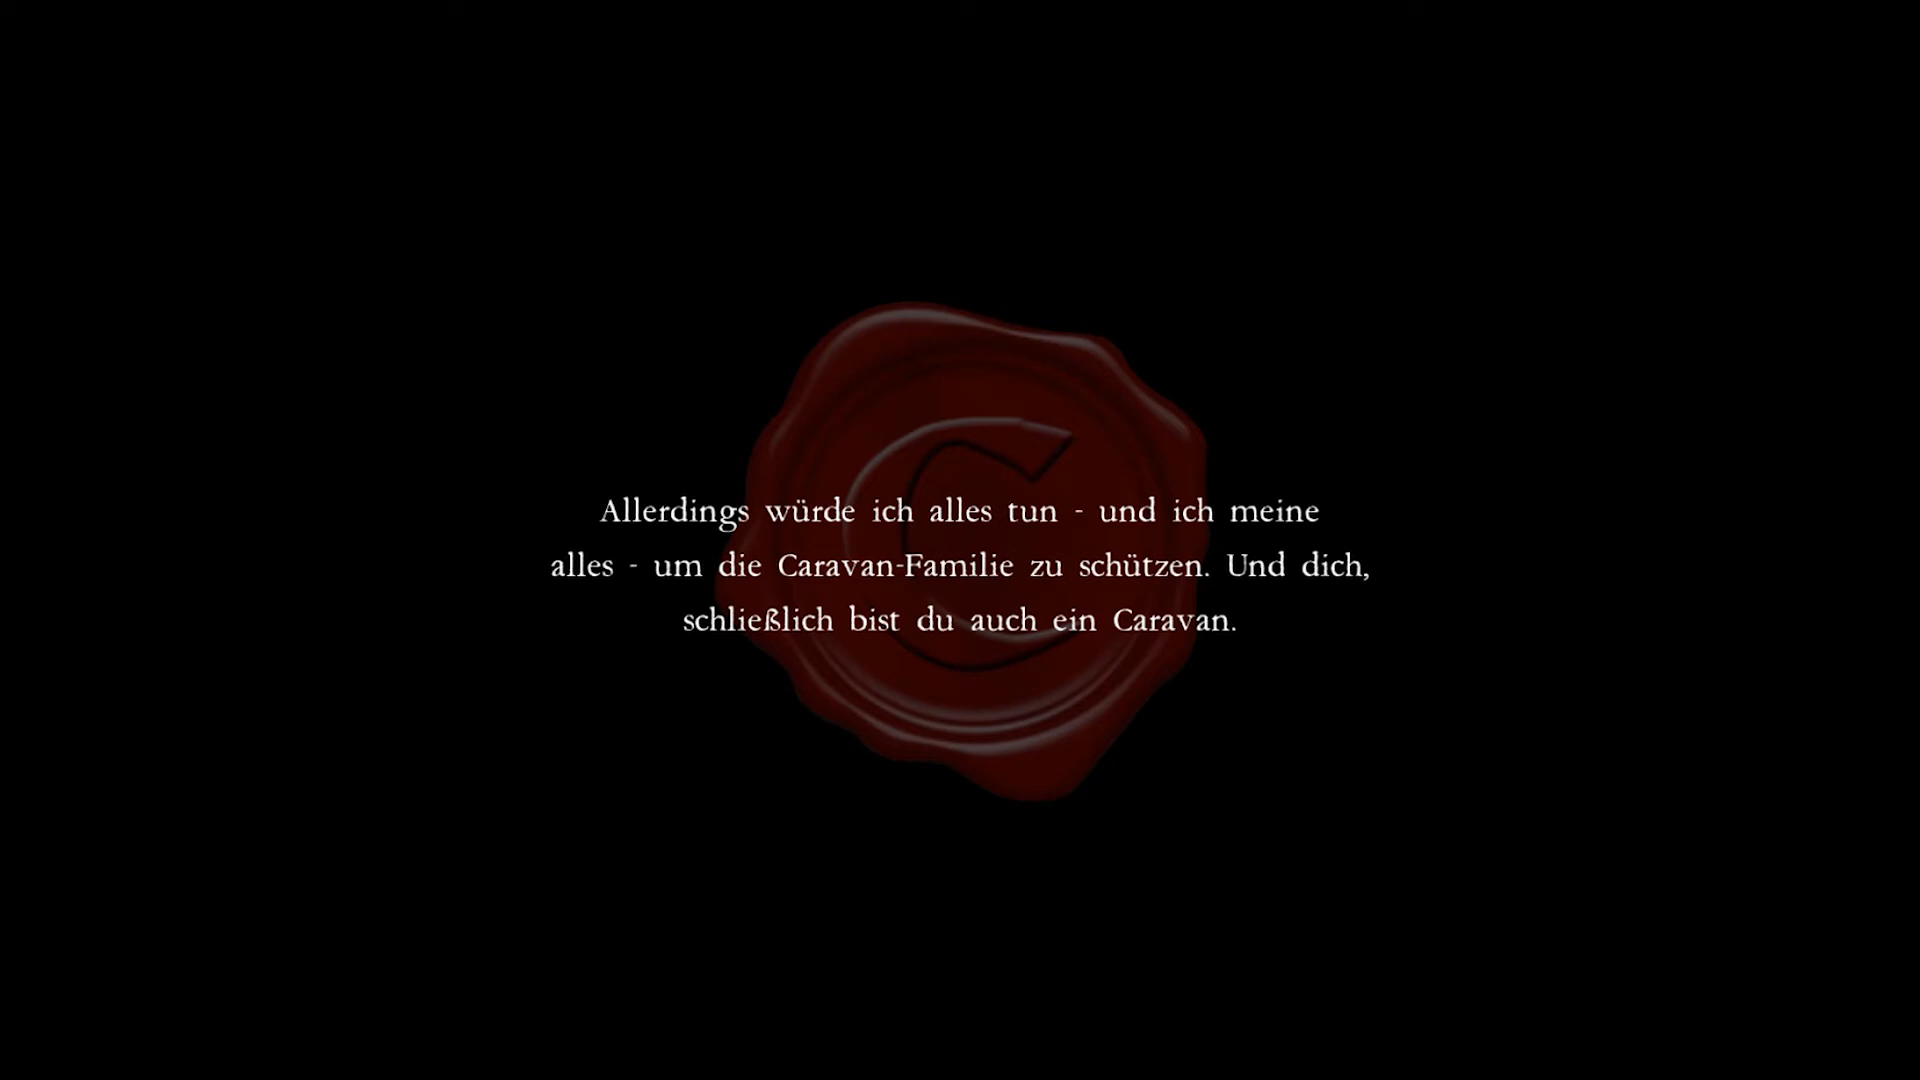 Allerdings würde ich alles tun - und ich meine
alles - um die Caravan-Familie zu schützen. Und dich,
schließlich bist du auch ein Caravan.
C